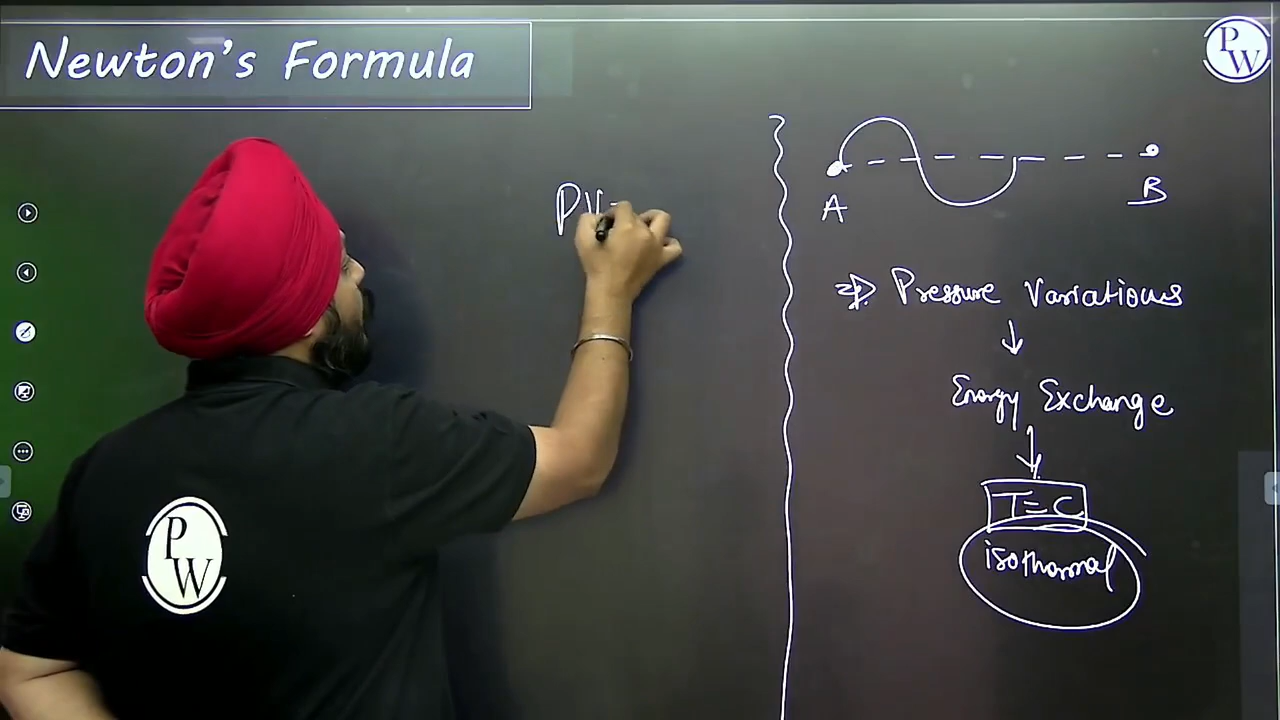 Newton's Formula
PW
PV=
A
B
⇒ Pressure Variations
↓
Energy Exchange
↓
T=C
isothermal
PW